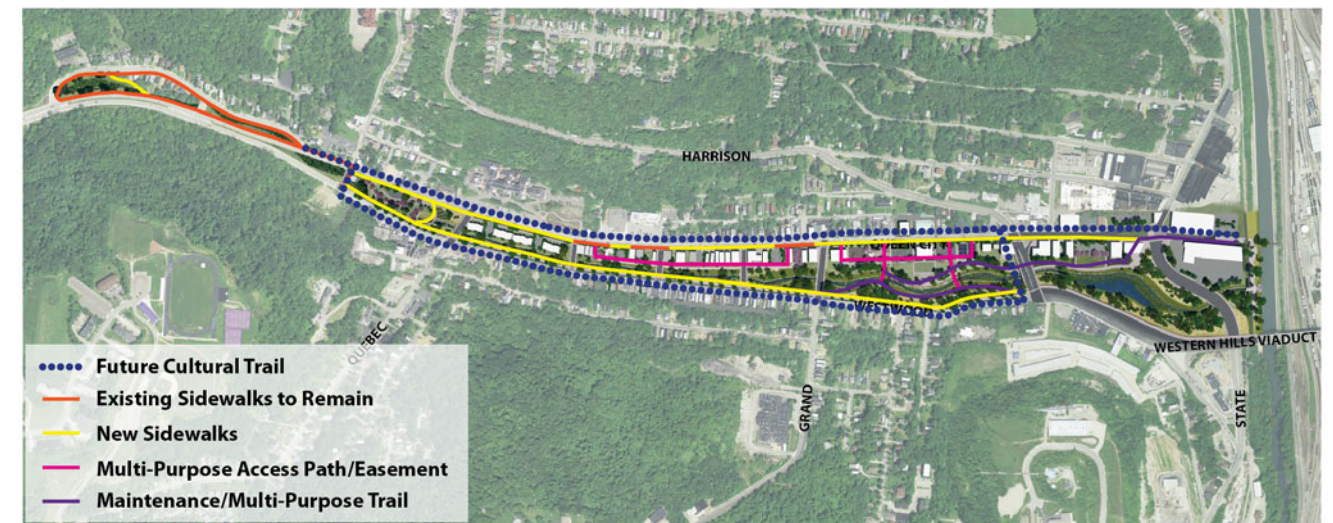 HARRISON
WESTWOOD
QUEBEC
WESTERN HILLS VIADUCT
GRAND
STATE
Future Cultural Trail
Existing Sidewalks to Remain
New Sidewalks
Multi-Purpose Access Path/Easement
Maintenance/Multi-Purpose Trail